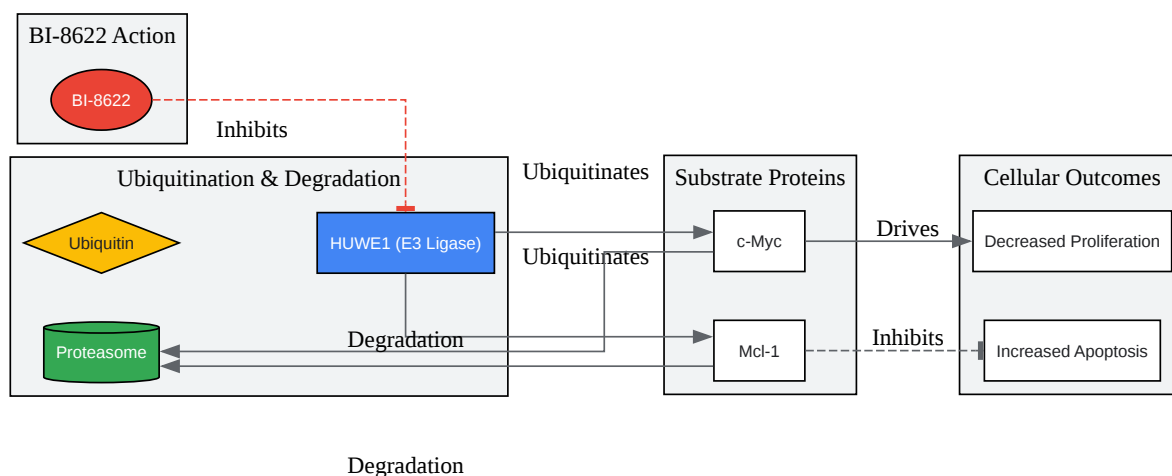 BI-8622 Action
BI-8622
Inhibits
Ubiquitination & Degradation
Ubiquitin
HUWE1 (E3 Ligase)
Proteasome
Ubiquitinates
Ubiquitinates
Degradation
Degradation
Substrate Proteins
c-Myc
Mcl-1
Drives
Inhibits
Cellular Outcomes
Decreased Proliferation
Increased Apoptosis